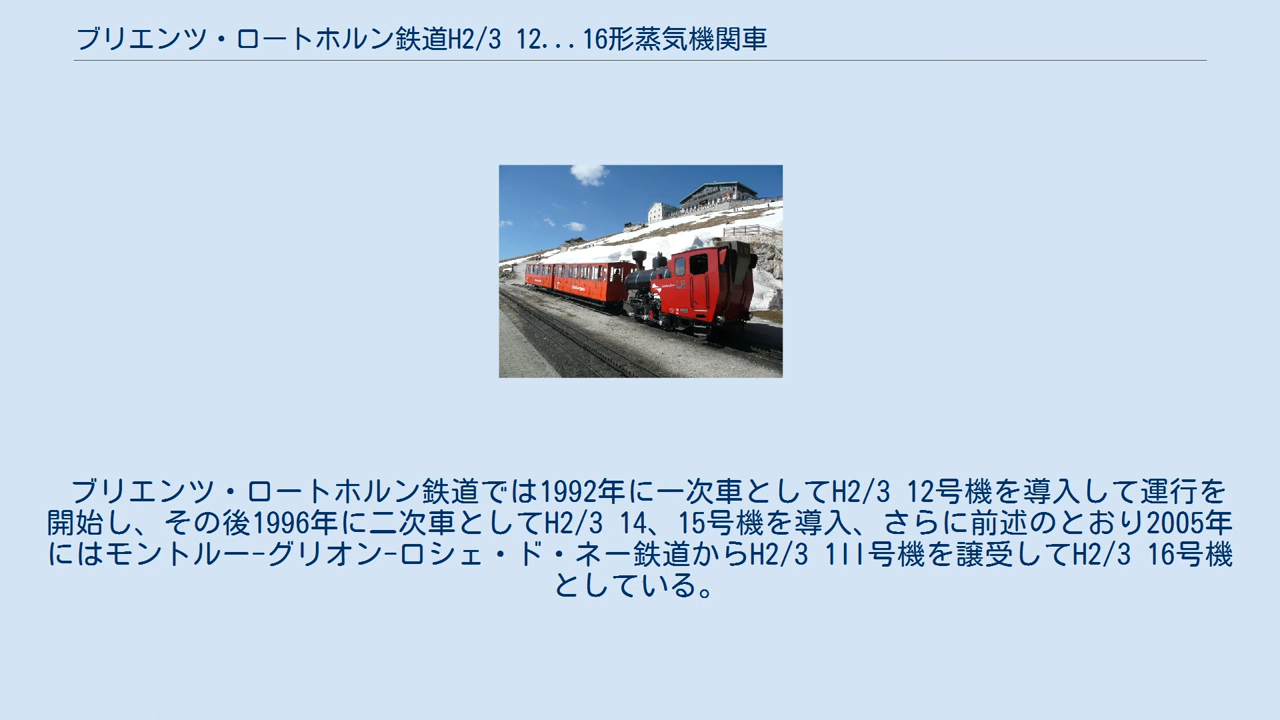 ブリエンツ・ロートホルン鉄道H2/3 12...16形蒸気機関車
ブリエンツ・ロートホルン鉄道では1992年に一次車としてH2/3 12号機を導入して運行を
開始し、その後1996年に二次車としてH2/3 14、15号機を導入、さらに前述のとおり2005年
にはモントルー-グリオン-ロシェ・ド・ネー鉄道からH2/3 1II号機を譲受してH2/3 16号機
としている。